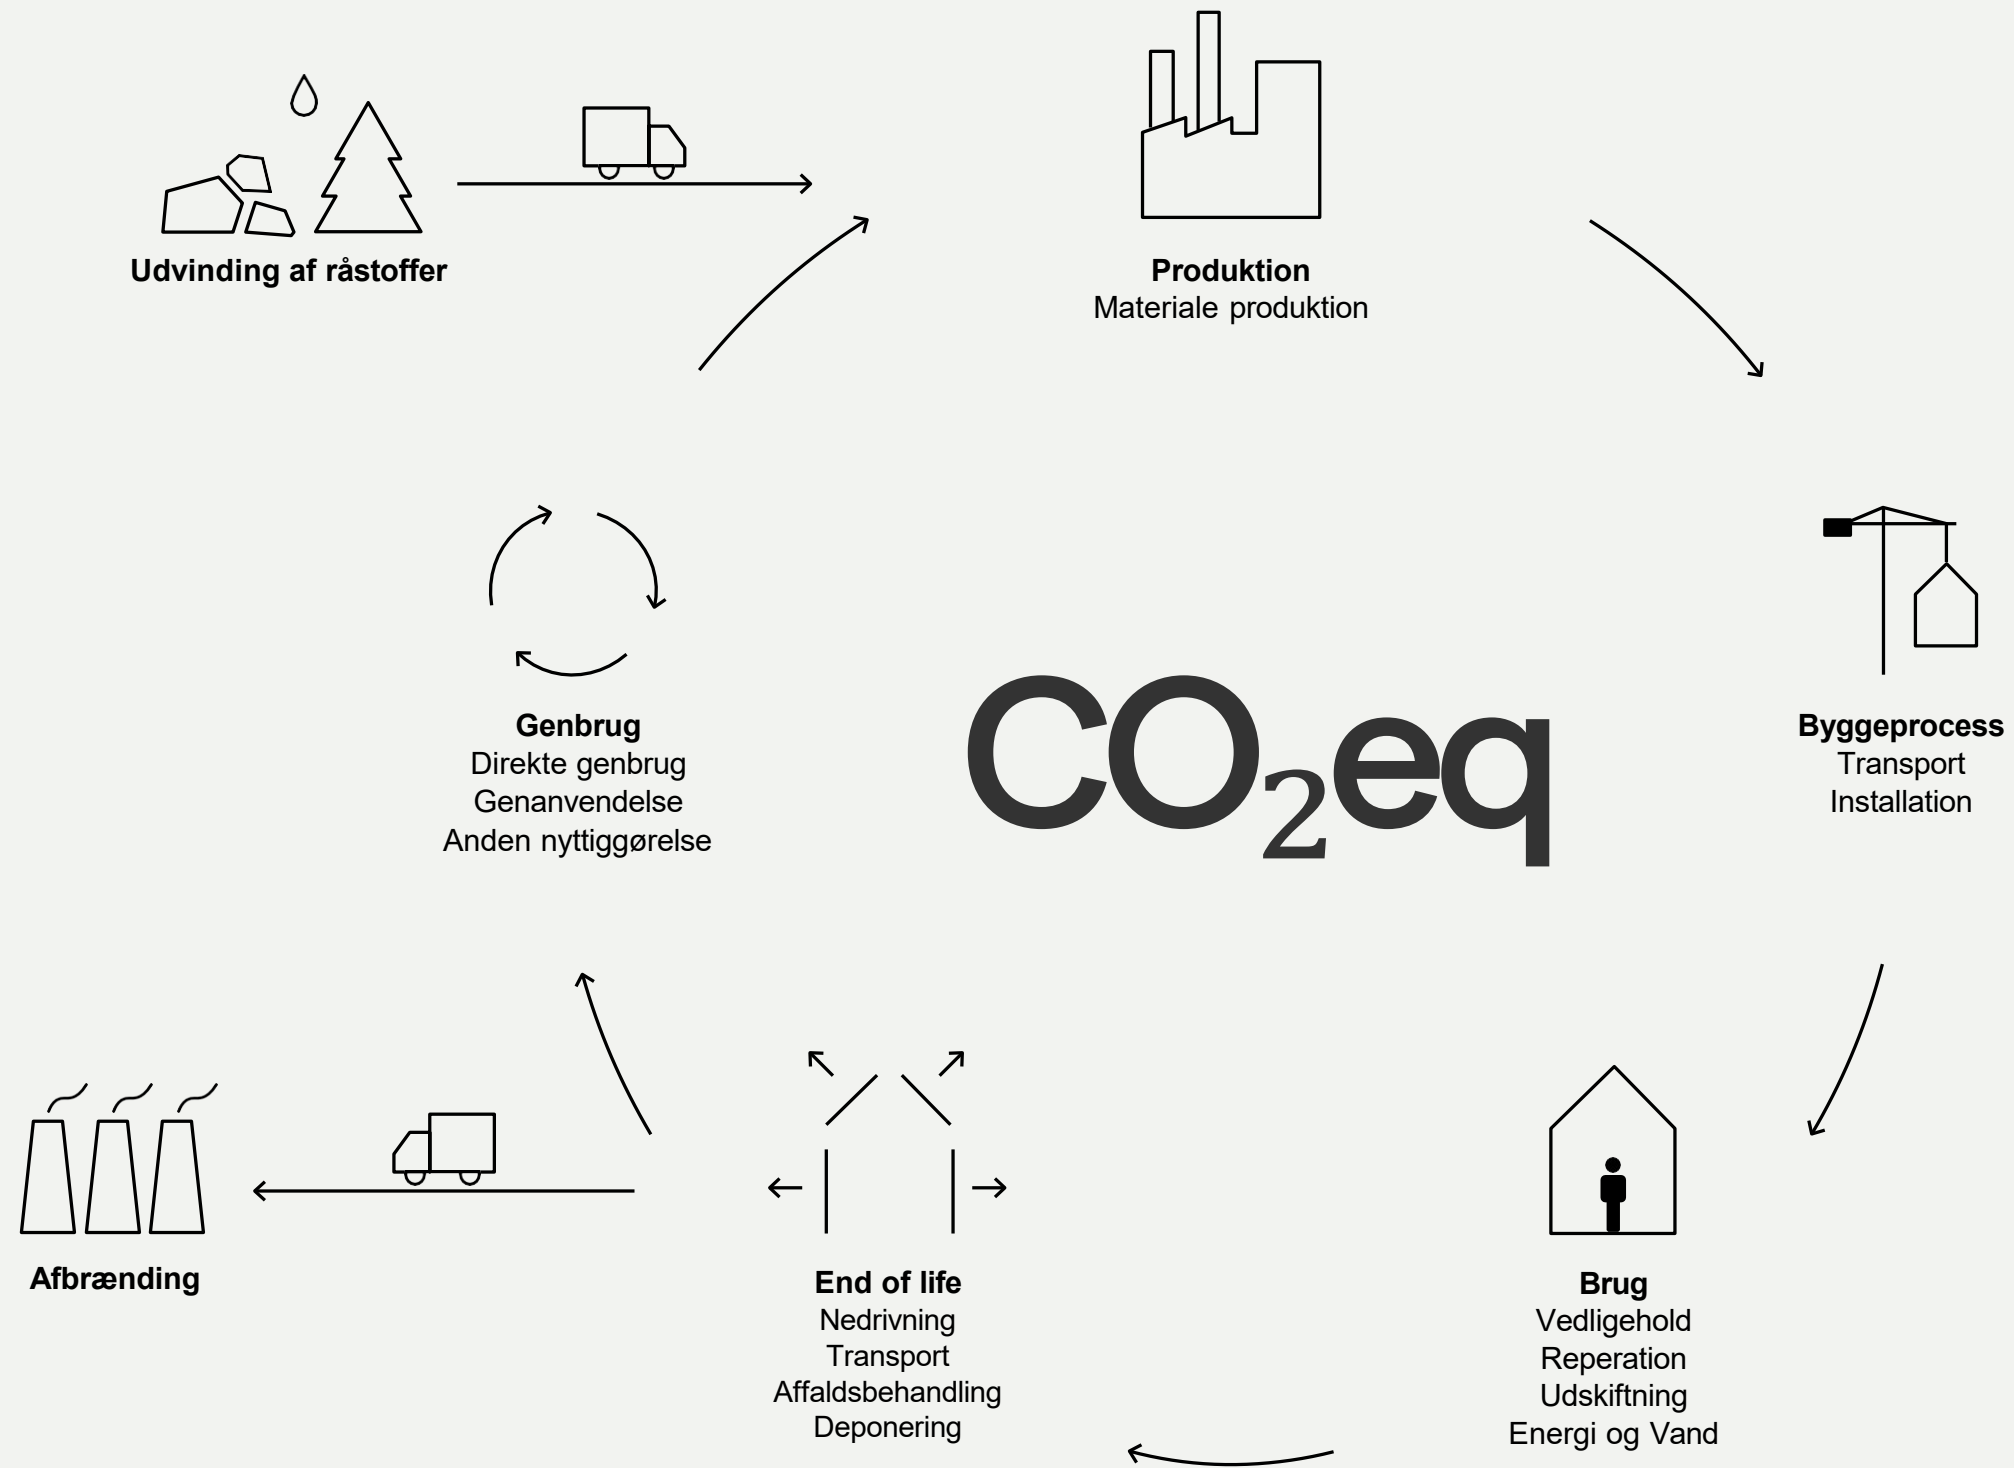 Udvinding af råstoffer
Produktion
Materiale produktion
Genbrug
Direkte genbrug
Genanvendelse
Anden nyttiggørelse
CO₂eq
Byggeprocess
Transport
Installation
Afbrænding
End of life
Nedrivning
Transport
Affaldsbehandling
Deponering
Brug
Vedligehold
Reperation
Udskiftning
Energi og Vand